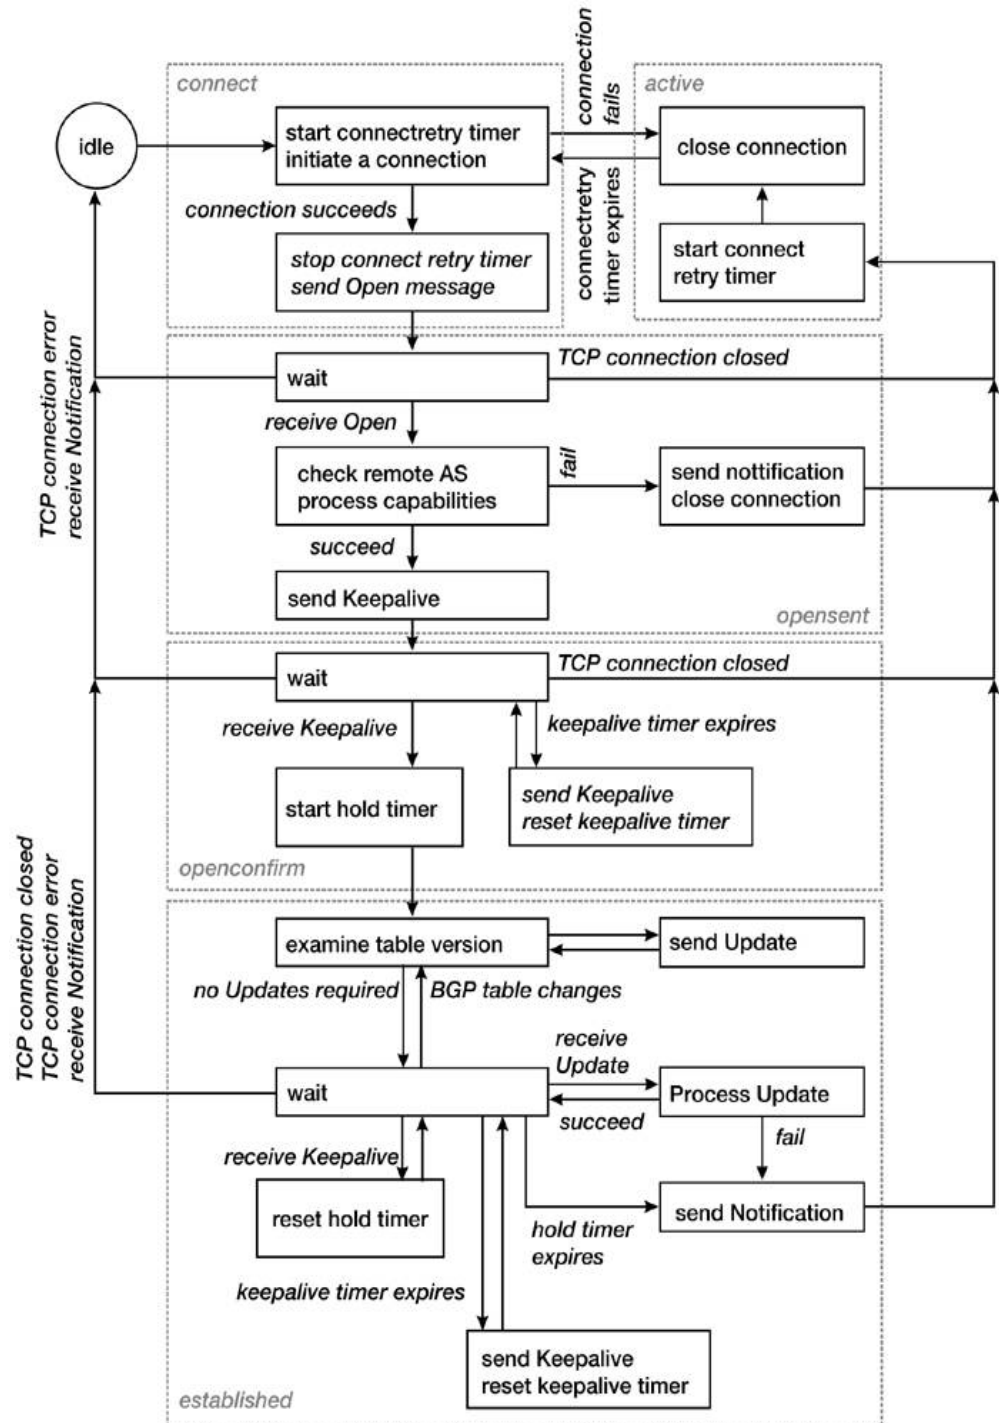 connect
connection
fails
active
idle
start connectretry timer
initiate a connection
close connection
connection succeeds
connectretry
timer expires
stop connect retry timer
send Open message
start connect
retry timer
TCP connection error
receive Notification
wait
TCP connection closed
receive Open
check remote AS
process capabilities
fail
send nottification
close connection
succeed
send Keepalive
opensent
wait
TCP connection closed
receive Keepalive
keepalive timer expires
start hold timer
send Keepalive
reset keepalive timer
openconfirm
TCP connection closed
TCP connection error
receive Notification
examine table version
send Update
no Updates required
BGP table changes
receive
Update
wait
Process Update
succeed
fail
receive Keepalive
reset hold timer
send Notification
hold timer
expires
keepalive timer expires
send Keepalive
reset keepalive timer
established